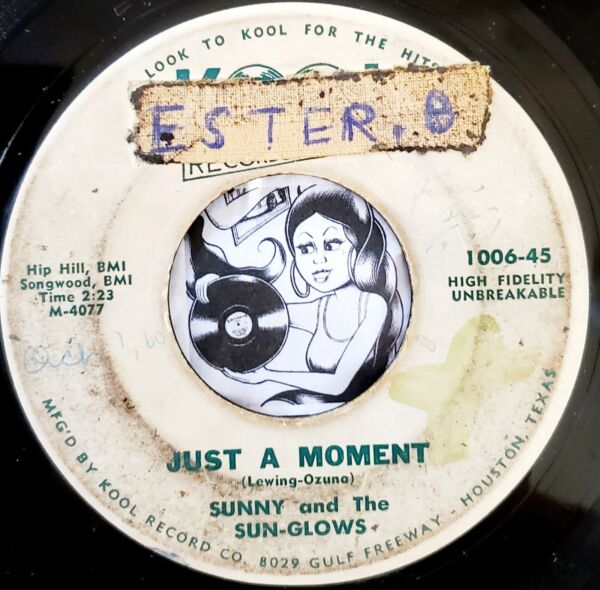 LOOK TO KOOL FOR THE HITS
ESTER. B
Hip Hill, BMI
Songwood, BMI
Time 2:23
M-4077
1006-45
HIGH FIDELITY
UNBREAKABLE
JUST A MOMENT
(Lewing-Ozuna)
SUNNY and The
SUN-GLOWS
MFG'D BY KOOL RECORD CO. 8029 GULF FREEWAY - HOUSTON, TEXAS